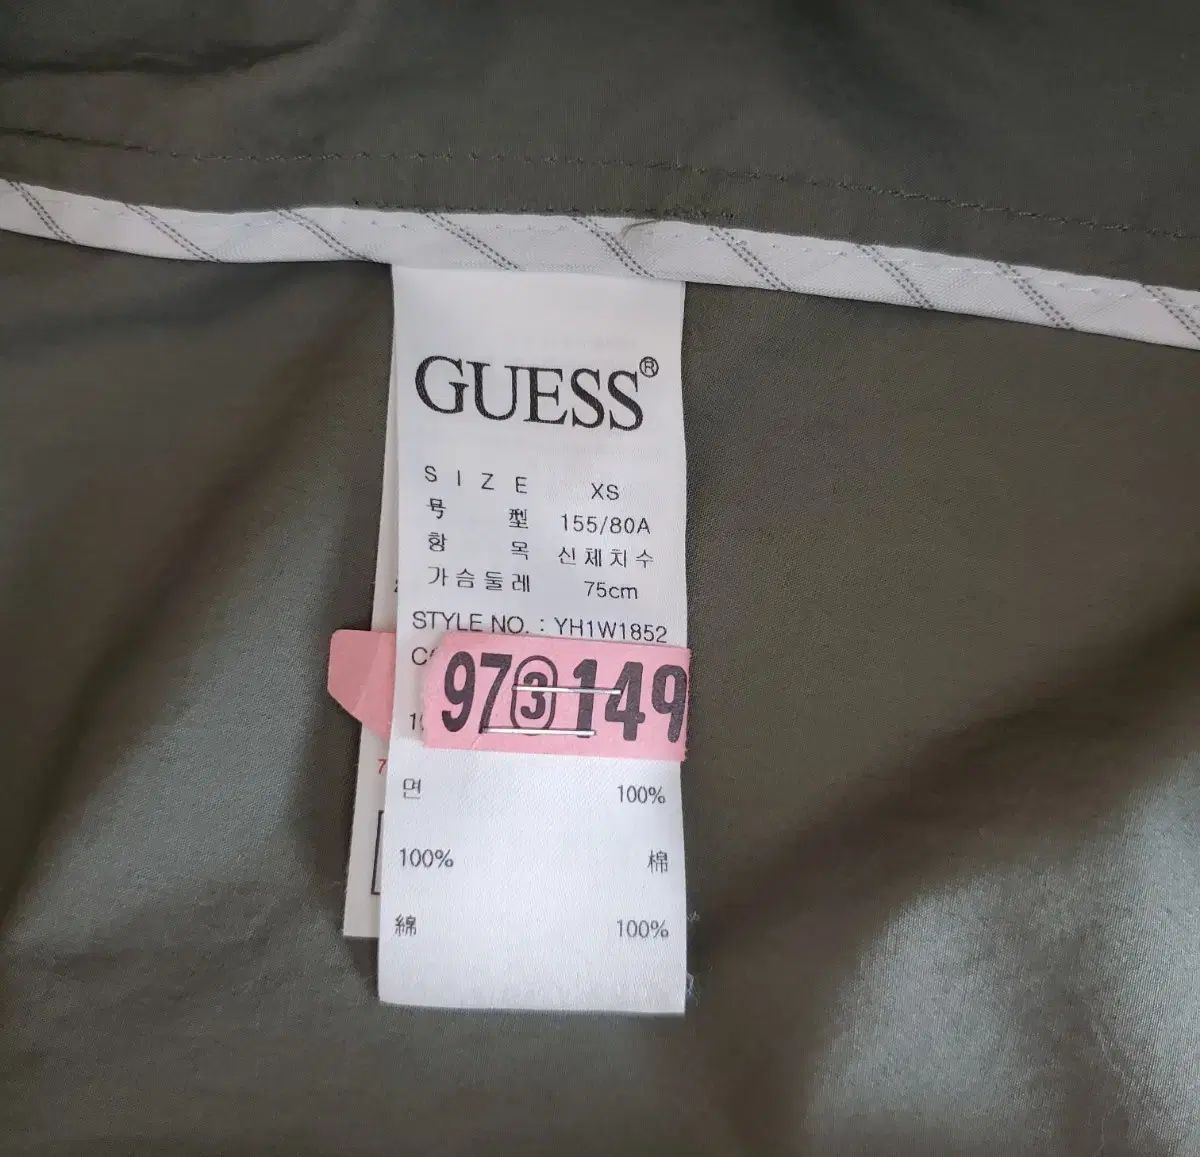 GUESS®
SIZE XS
号型 155/80A
항목 신체치수
가슴둘레 75cm
STYLE NO. : YH1W1852
97③149
면 100%
100% 棉
綿 100%